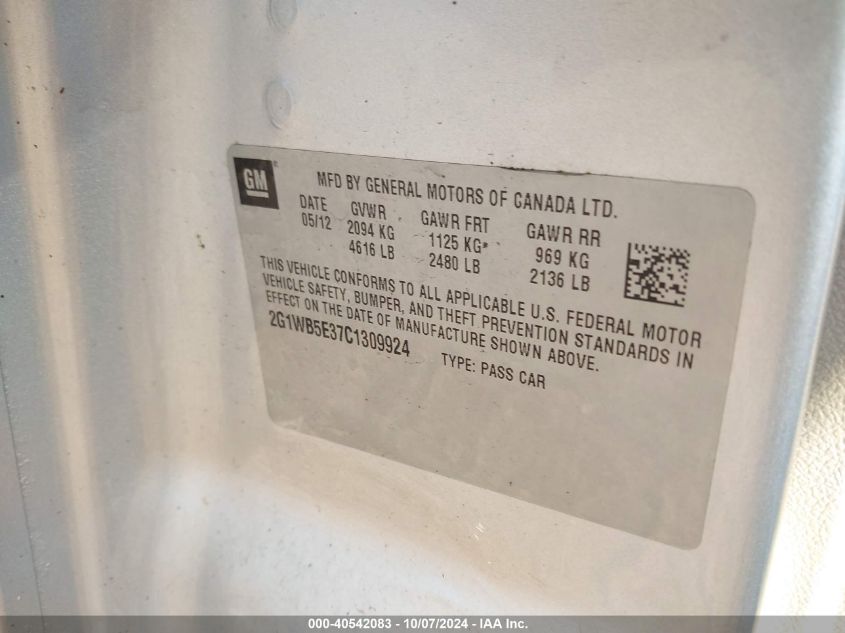 GM
MFD BY GENERAL MOTORS OF CANADA LTD.
DATE GVWR GAWR FRT GAWR RR
05/12 2094 KG 1125 KG* 969 KG
4616 LB 2480 LB 2136 LB
THIS VEHICLE CONFORMS TO ALL APPLICABLE U.S. FEDERAL MOTOR
VEHICLE SAFETY, BUMPER, AND THEFT PREVENTION STANDARDS IN
EFFECT ON THE DATE OF MANUFACTURE SHOWN ABOVE.
2G1WB5E37C1309924 TYPE: PASS CAR
000-40542083 - 10/07/2024 - IAA Inc.